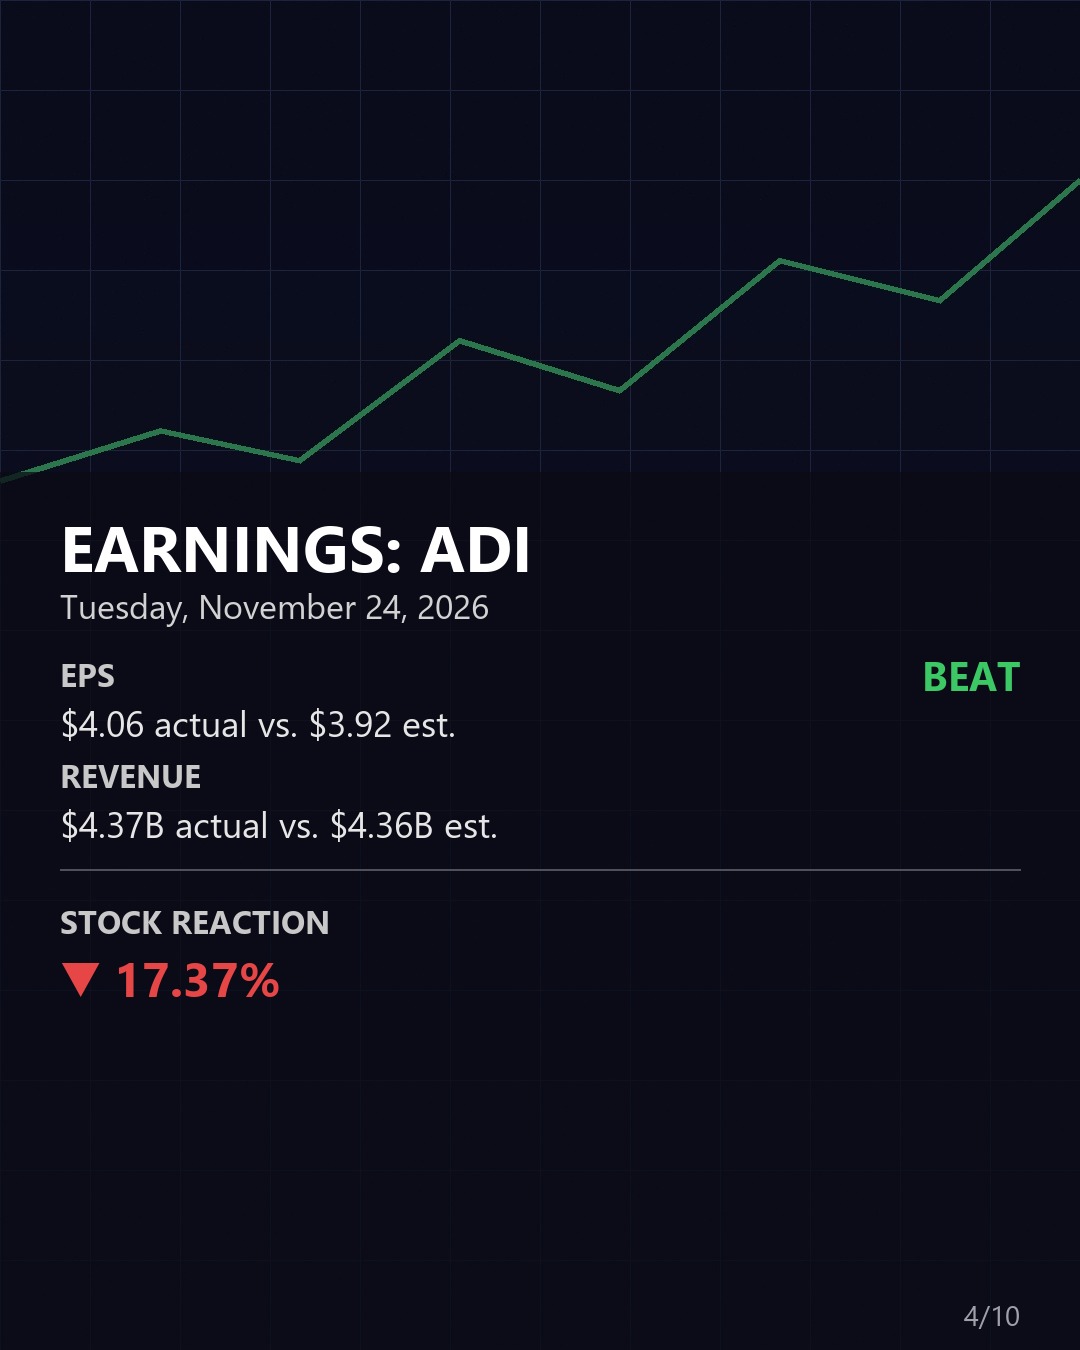 EARNINGS: ADI
Tuesday, November 24, 2026
EPS
BEAT
$4.06 actual vs. $3.92 est.
REVENUE
$4.37B actual vs. $4.36B est.
STOCK REACTION
▼ 17.37%
4/10